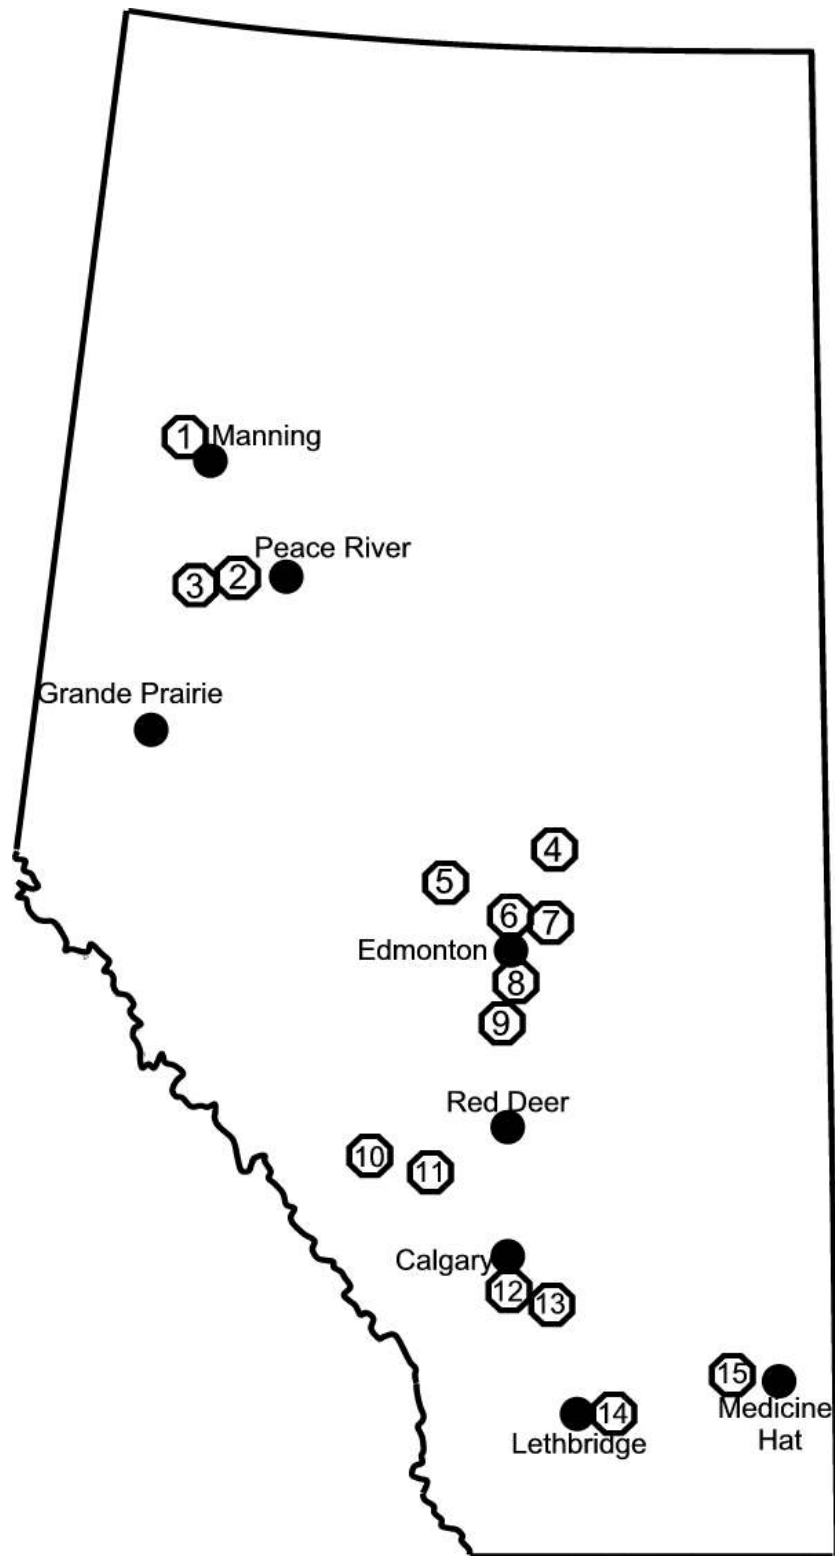 1
Manning
Peace River
3
2
Grande Prairie
4
5
6
7
Edmonton
8
9
Red Deer
10
11
Calgary
12
13
15
Medicine
Hat
14
Lethbridge